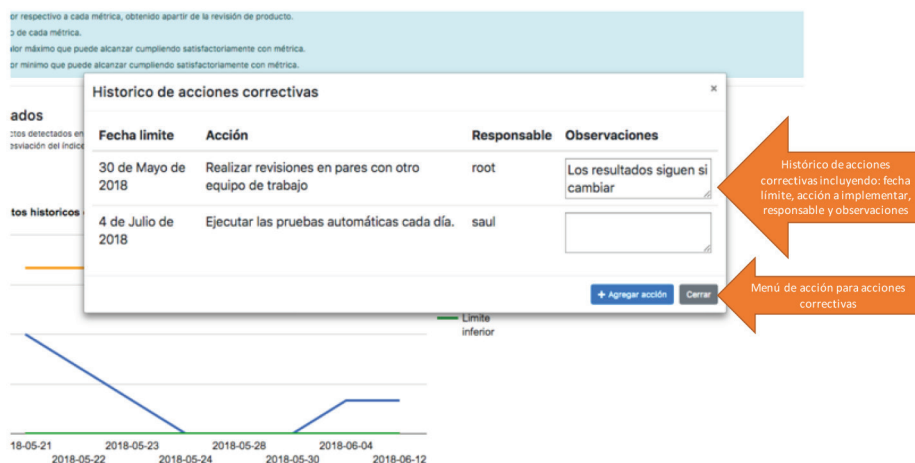 or respectivo a cada métrica, obtenido apartir de la revisión de producto.
o de cada métrica.
alor máximo que puede alcanzar cumpliendo satisfactoriamente con métrica.
or minimo que puede alcanzar cumpliendo satisfactoriamente con métrica.
Historico de acciones correctivas ×
ados
ctos detectados en
esviación del índice
Fecha limite Acción Responsable Observaciones
30 de Mayo de 2018 Realizar revisiones en pares con otro equipo de trabajo root Los resultados siguen si cambiar
4 de Julio de 2018 Ejecutar las pruebas automáticas cada día. saul
tos historicos
+ Agregar acción Cerrar
Histórico de acciones
correctivas incluyendo: fecha
límite, acción a implementar,
responsable y observaciones
Menú de acción para acciones
correctivas
Limite
inferior
18-05-21 2018-05-23 2018-05-28 2018-06-04
2018-05-22 2018-05-24 2018-05-30 2018-06-12